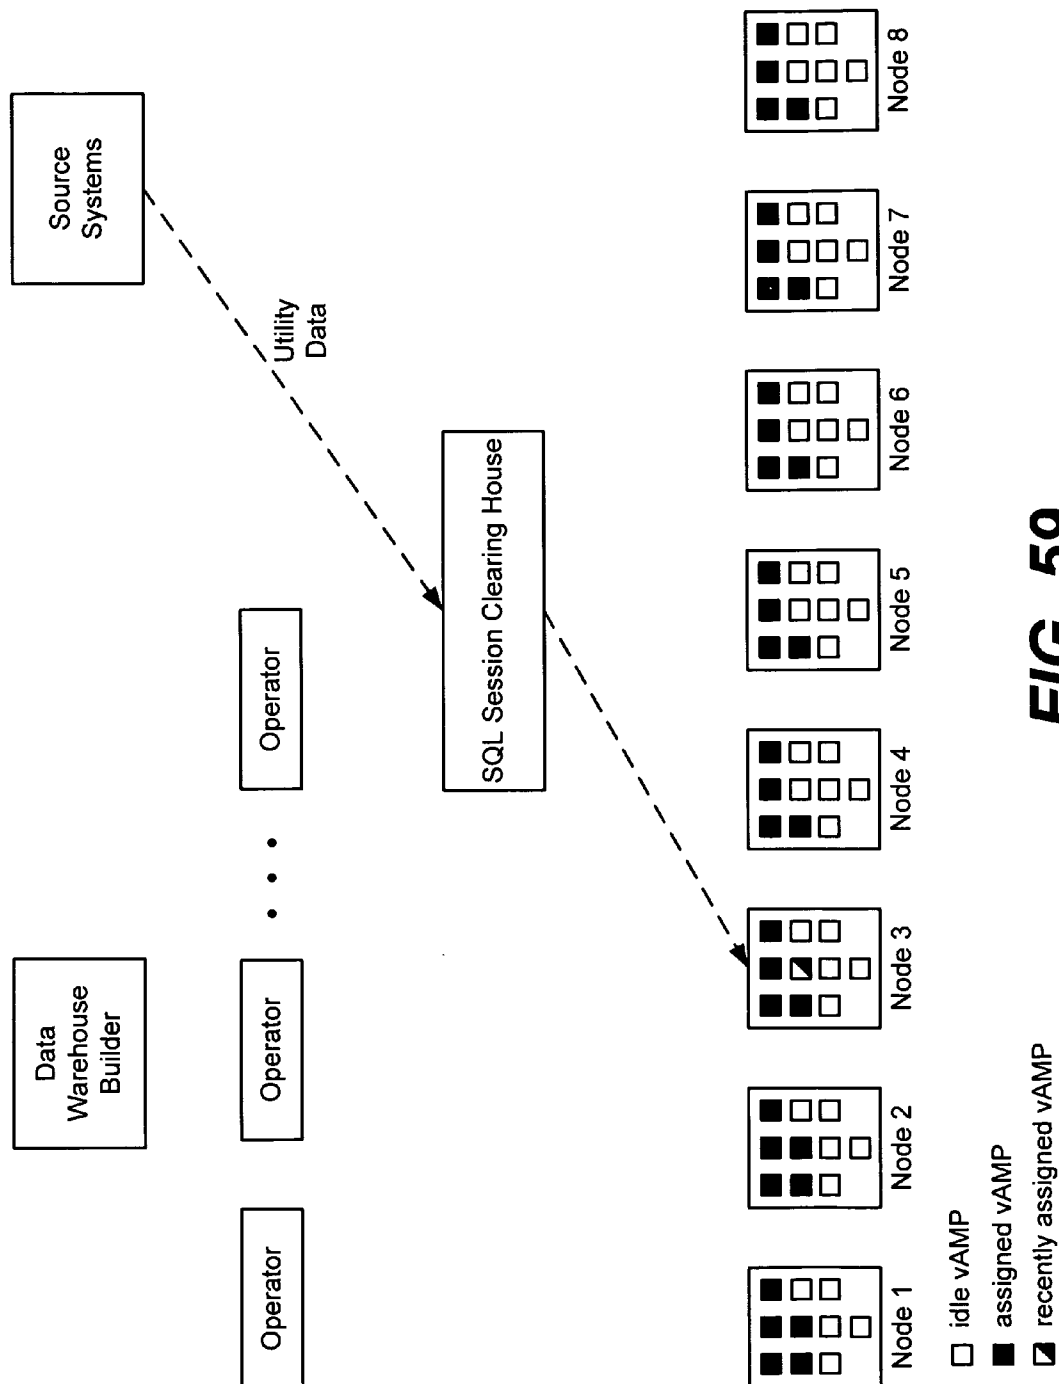 Data
Warehouse
Builder
Source
Systems
Operator
Operator
Operator
Utility
Data
SQL Session Clearing House
Node 1
Node 2
Node 3
Node 4
Node 5
Node 6
Node 7
Node 8
idle vAMP
assigned vAMP
recently assigned vAMP
FIG. 59